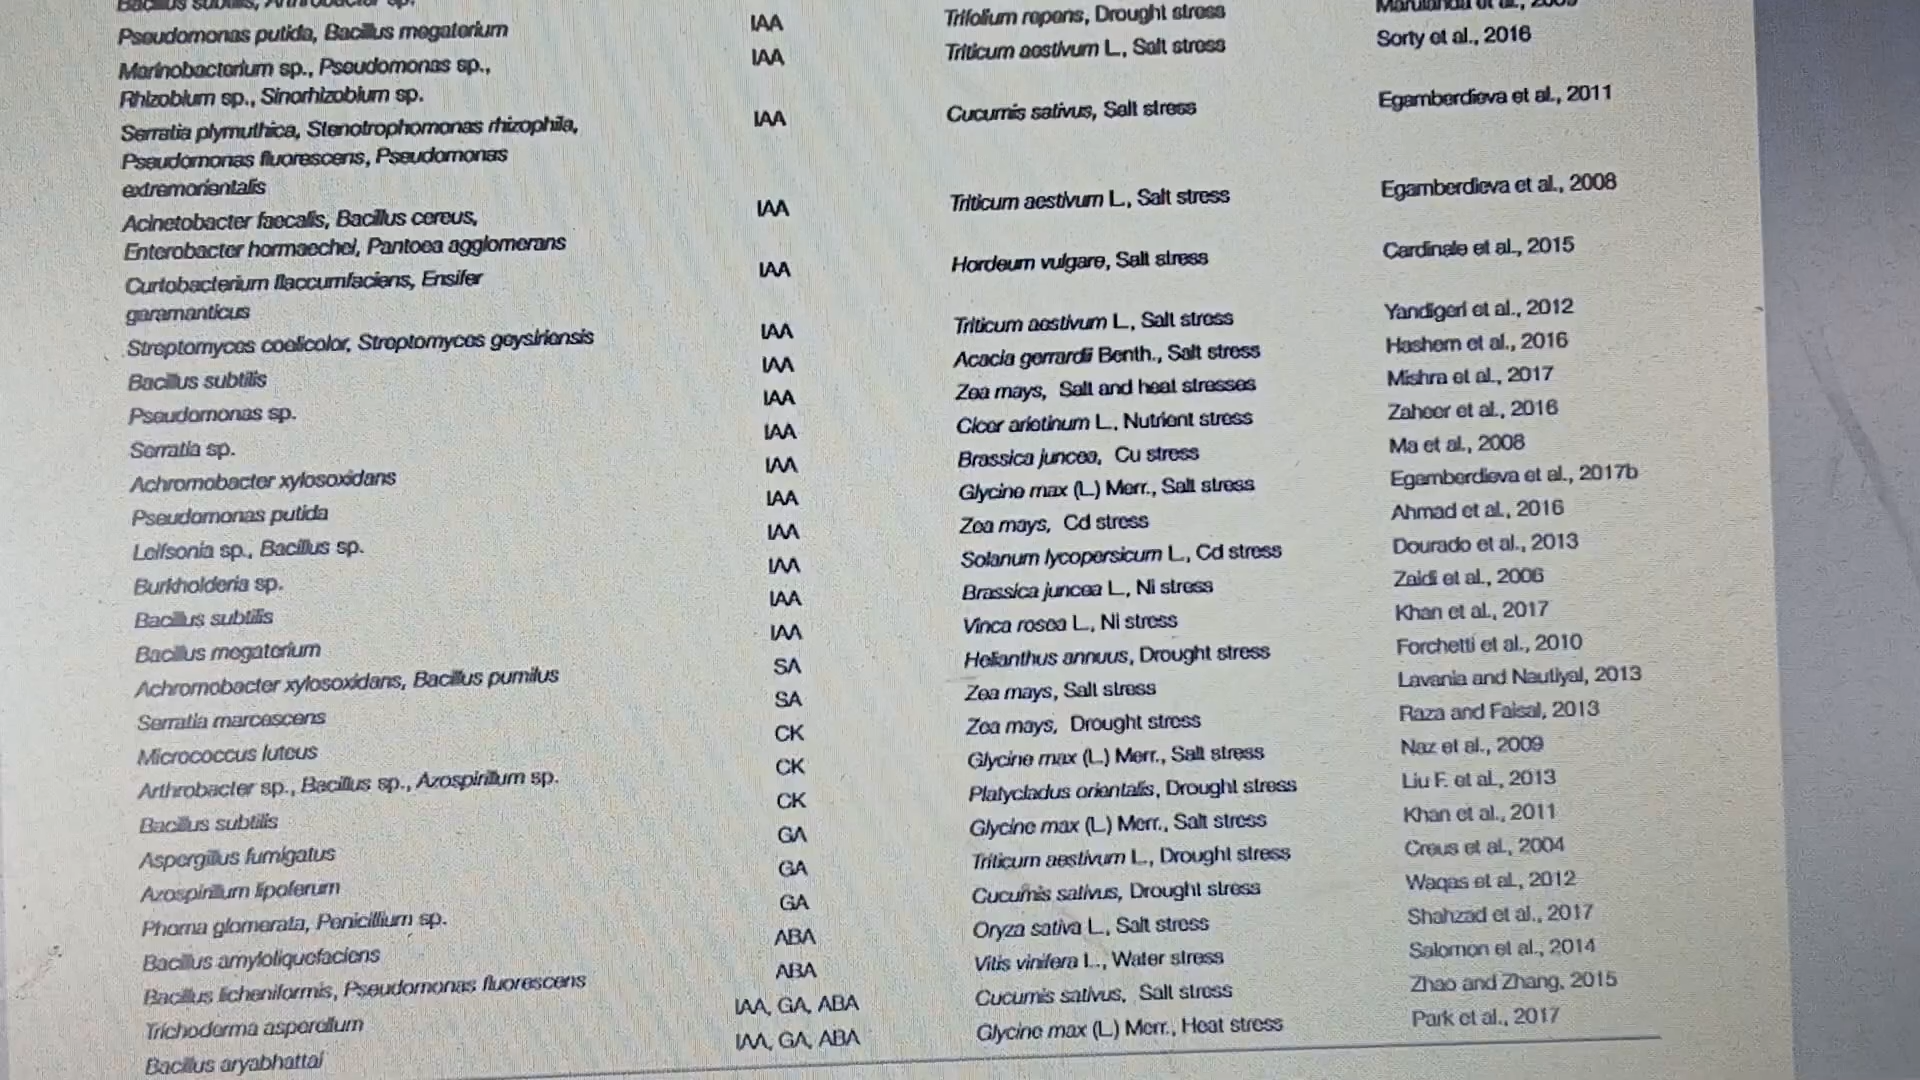 Bacillus subtilis, Arthrobacter sp.
Pseudomonas putida, Bacillus megaterium IAA Trifolium repens, Drought stress Marulanda et al., 2009
Marinobacterium sp., Pseudomonas sp., IAA Triticum aestivum L., Salt stress Sorty et al., 2016
Rhizobium sp., Sinorhizobium sp.
Serratia plymuthica, Stenotrophomonas rhizophila, IAA Cucumis sativus, Salt stress Egamberdieva et al., 2011
Pseudomonas fluorescens, Pseudomonas
extremorientalis
Acinetobacter faecalis, Bacillus cereus, IAA Triticum aestivum L., Salt stress Egamberdieva et al., 2008
Enterobacter hormaechei, Pantoea agglomerans
Curtobacterium flaccumfaciens, Ensifer IAA Hordeum vulgare, Salt stress Cardinale et al., 2015
garamanticus
Streptomyces coelicolor, Streptomyces geysiriensis IAA Triticum aestivum L., Salt stress Yandigeri et al., 2012
Bacillus subtilis IAA Acacia gerrardii Benth., Salt stress Hashem et al., 2016
Pseudomonas sp. IAA Zea mays, Salt and heat stresses Mishra et al., 2017
Serratia sp. IAA Cicer arietinum L., Nutrient stress Zaheer et al., 2016
Achromobacter xylosoxidans IAA Brassica juncea, Cu stress Ma et al., 2008
Pseudomonas putida IAA Glycine max (L.) Merr., Salt stress Egamberdieva et al., 2017b
Leifsonia sp., Bacillus sp. IAA Zea mays, Cd stress Ahmad et al., 2016
Burkholderia sp. IAA Solanum lycopersicum L., Cd stress Dourado et al., 2013
Bacillus subtilis IAA Brassica juncea L., Ni stress Zaidi et al., 2006
Bacillus megaterium IAA Vinca rosea L., Ni stress Khan et al., 2017
Achromobacter xylosoxidans, Bacillus pumilus SA Helianthus annuus, Drought stress Forchetti et al., 2010
Serratia marcescens SA Zea mays, Salt stress Lavania and Nautiyal, 2013
Micrococcus luteus CK Zea mays, Drought stress Raza and Faisal, 2013
Arthrobacter sp., Bacillus sp., Azospirillum sp. CK Glycine max (L.) Merr., Salt stress Naz et al., 2009
Bacillus subtilis CK Platycladus orientalis, Drought stress Liu F. et al., 2013
Aspergillus fumigatus GA Glycine max (L.) Merr., Salt stress Khan et al., 2011
Azospirillum lipoferum GA Triticum aestivum L., Drought stress Creus et al., 2004
Phoma glomerata, Penicillium sp. GA Cucumis sativus, Drought stress Waqas et al., 2012
Bacillus amyloliquefaciens ABA Oryza sativa L., Salt stress Shahzad et al., 2017
Bacillus licheniformis, Pseudomonas fluorescens ABA Vitis vinifera L., Water stress Salomon et al., 2014
Trichoderma asperellum IAA, GA, ABA Cucumis sativus, Salt stress Zhao and Zhang, 2015
Bacillus aryabhattai IAA, GA, ABA Glycine max (L.) Merr., Heat stress Park et al., 2017